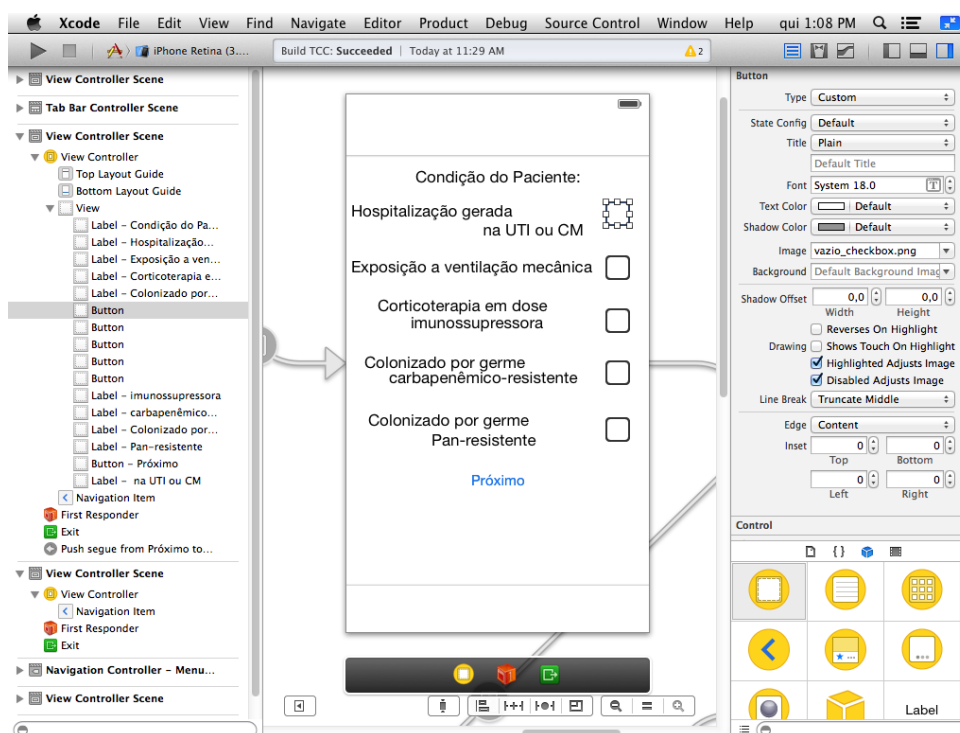 Xcode File Edit View Find Navigate Editor Product Debug Source Control Window Help qui 1:08 PM
iPhone Retina (3....
Build TCC: Succeeded | Today at 11:29 AM
2
View Controller Scene
Tab Bar Controller Scene
View Controller Scene
View Controller
Top Layout Guide
Bottom Layout Guide
View
Label – Condição do Pa...
Label – Hospitalização...
Label – Exposição a ven...
Label – Corticoterapia e...
Label – Colonizado por...
Button
Button
Button
Button
Button
Label – imunossupressora
Label – carbapenêmico...
Label – Colonizado por...
Label – Pan-resistente
Button – Próximo
Label – na UTI ou CM
Navigation Item
First Responder
Exit
Push segue from Próximo to...
View Controller Scene
View Controller
Navigation Item
First Responder
Exit
Navigation Controller – Menu...
View Controller Scene
Condição do Paciente:
Hospitalização gerada
na UTI ou CM
Exposição a ventilação mecânica
Corticoterapia em dose
imunossupressora
Colonizado por germe
carbapenêmico-resistente
Colonizado por germe
Pan-resistente
Próximo
Button
Type Custom
State Config Default
Title Plain
Default Title
Font System 18.0
Text Color Default
Shadow Color Default
Image vazio_checkbox.png
Background Default Background Imag
Shadow Offset 0,0 0,0
Width Height
Reverses On Highlight
Drawing Shows Touch On Highlight
Highlighted Adjusts Image
Disabled Adjusts Image
Line Break Truncate Middle
Edge Content
Inset 0 0
Top Bottom
0 0
Left Right
Control
Label